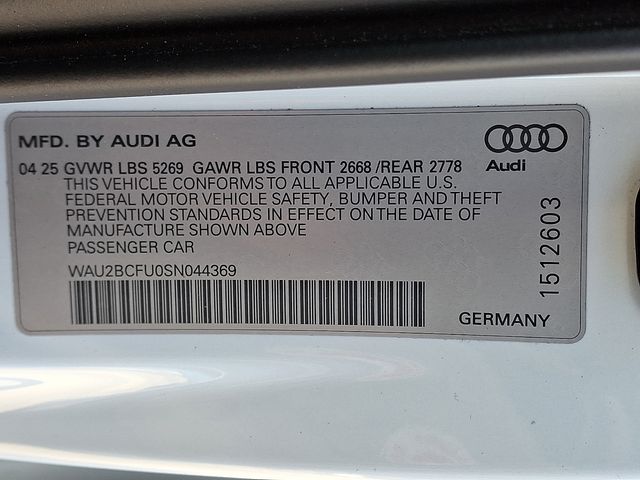 MFD. BY AUDI AG
Audi
04 25 GVWR LBS 5269 GAWR LBS FRONT 2668 /REAR 2778
THIS VEHICLE CONFORMS TO ALL APPLICABLE U.S.
FEDERAL MOTOR VEHICLE SAFETY, BUMPER AND THEFT
PREVENTION STANDARDS IN EFFECT ON THE DATE OF
MANUFACTURE SHOWN ABOVE
PASSENGER CAR
WAU2BCFU0SN044369
1512603
GERMANY